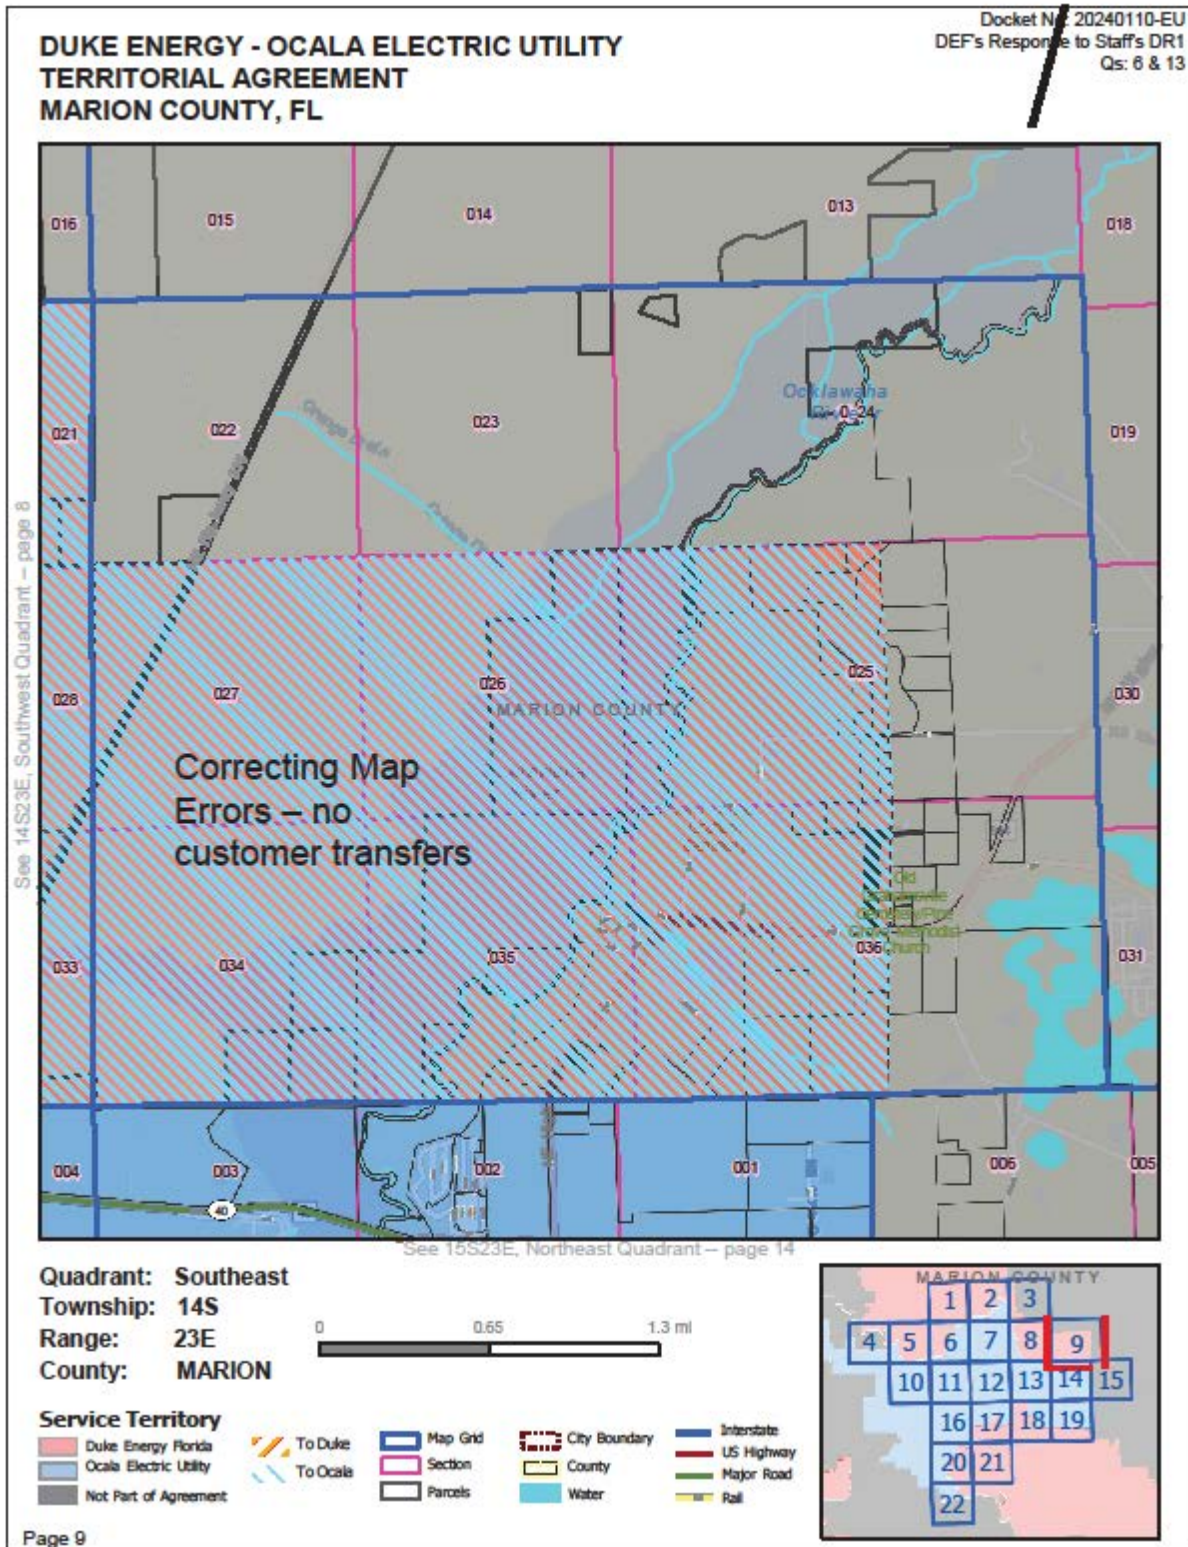 Docket No. 20240110-EU
DEF's Response to Staff's DR1
Qs: 6 & 13
DUKE ENERGY - OCALA ELECTRIC UTILITY
TERRITORIAL AGREEMENT
MARION COUNTY, FL
016
015
014
013
018
021
022
023
Ocklawaha
River
024
019
See 14S23E, Southwest Quadrant – page 8
028
027
026
025
030
MARION COUNTY
Correcting Map
Errors – no
customer transfers
Old
Church
033
034
035
036
031
004
003
002
001
006
005
40
See 15S23E, Northeast Quadrant – page 14
Quadrant: Southeast
Township: 14S
Range: 23E
County: MARION
0 0.65 1.3 mi
MARION COUNTY
1 2 3
4 5 6 7 8 9
10 11 12 13 14 15
16 17 18 19
20 21
22
Service Territory
Duke Energy Florida
Ocala Electric Utility
Not Part of Agreement
To Duke
To Ocala
Map Grid
Section
Parcels
City Boundary
County
Water
Interstate
US Highway
Major Road
Rail
Page 9